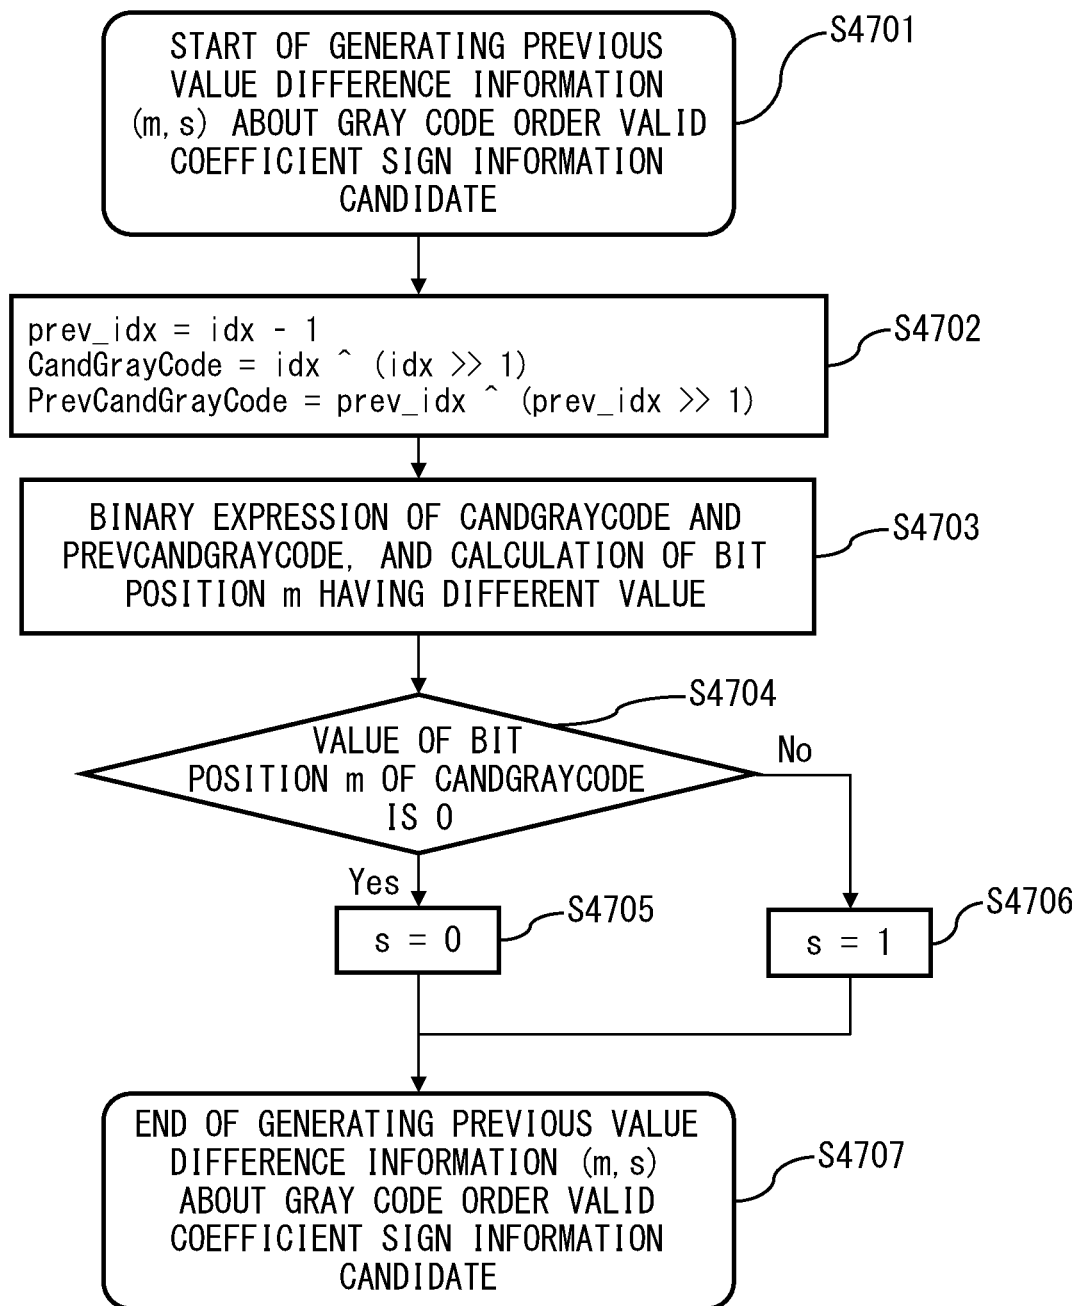 START OF GENERATING PREVIOUS
VALUE DIFFERENCE INFORMATION
(m,s) ABOUT GRAY CODE ORDER VALID
COEFFICIENT SIGN INFORMATION
CANDIDATE
S4701
prev_idx = idx - 1
CandGrayCode = idx ^ (idx >> 1)
PrevCandGrayCode = prev_idx ^ (prev_idx >> 1)
S4702
BINARY EXPRESSION OF CANDGRAYCODE AND
PREVCANDGRAYCODE, AND CALCULATION OF BIT
POSITION m HAVING DIFFERENT VALUE
S4703
VALUE OF BIT
POSITION m OF CANDGRAYCODE
IS 0
S4704
No
Yes
s = 0
S4705
s = 1
S4706
END OF GENERATING PREVIOUS VALUE
DIFFERENCE INFORMATION (m,s)
ABOUT GRAY CODE ORDER VALID
COEFFICIENT SIGN INFORMATION
CANDIDATE
S4707